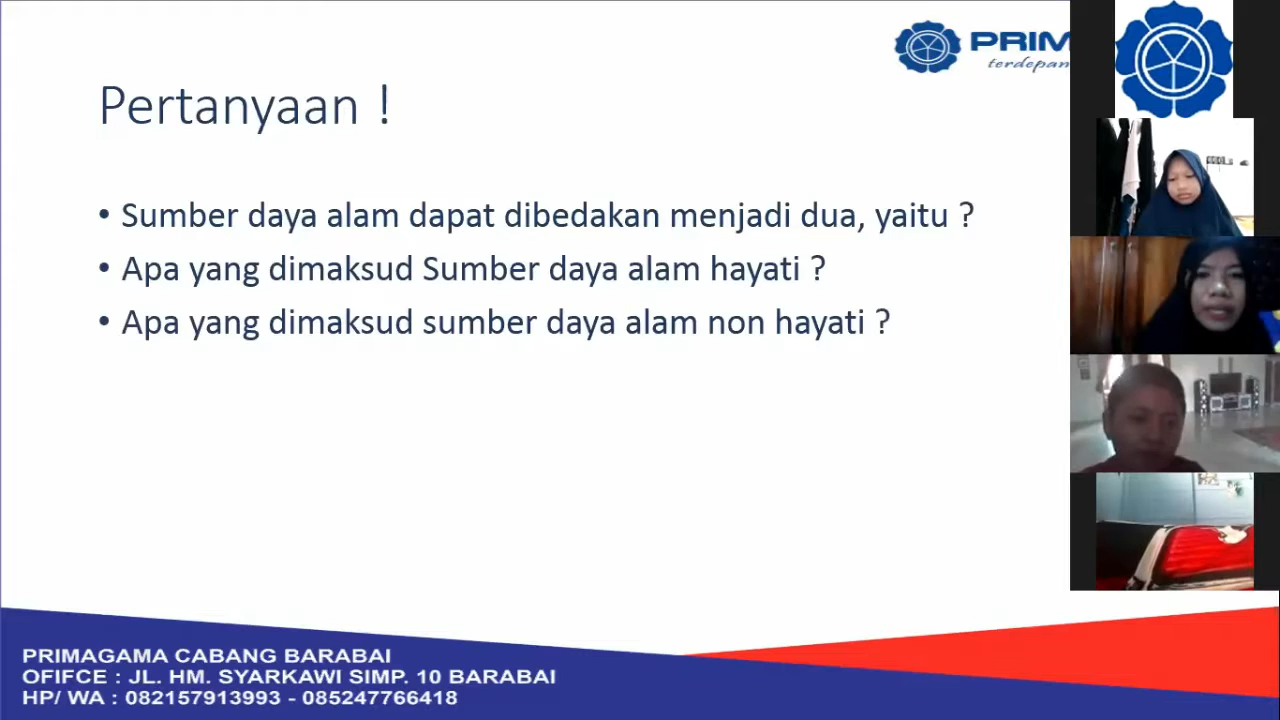 PRIM
terdepan
Pertanyaan !
• Sumber daya alam dapat dibedakan menjadi dua, yaitu ?
• Apa yang dimaksud Sumber daya alam hayati ?
• Apa yang dimaksud sumber daya alam non hayati ?
PRIMAGAMA CABANG BARABAI
OFIFCE : JL. HM. SYARKAWI SIMP. 10 BARABAI
HP/ WA : 082157913993 - 085247766418